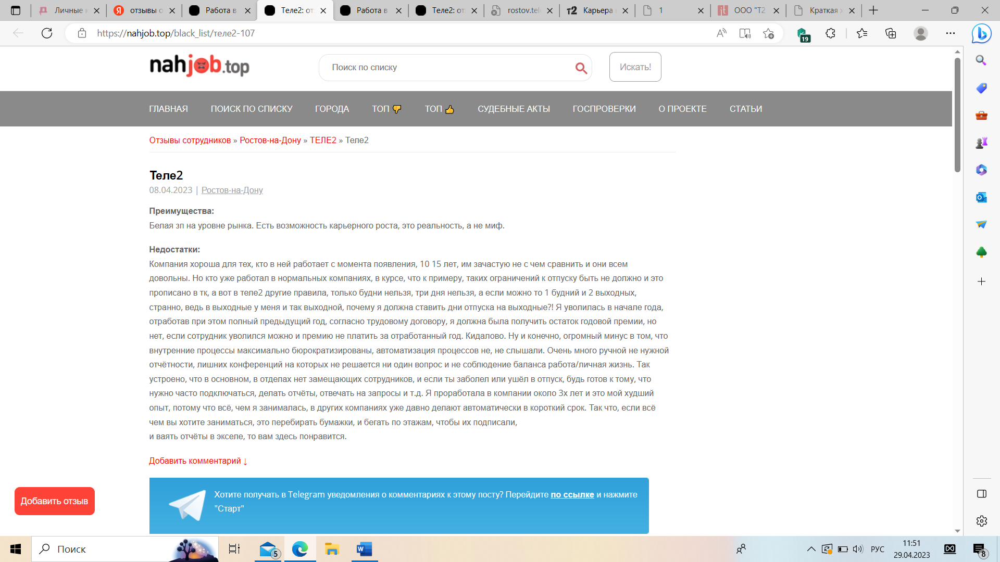 Личные к
отзывы о
Работа в
Теле2: от
Работа в
Теле2: от
rostov.tel
т2 Карьера
1
ООО "Т2
Краткая
https://nahjob.top/black_list/теле2-107
19
nahjob.top
Поиск по списку
Искать!
ГЛАВНАЯ ПОИСК ПО СПИСКУ ГОРОДА ТОП 👎 ТОП 👍 СУДЕБНЫЕ АКТЫ ГОСПРОВЕРКИ О ПРОЕКТЕ СТАТЬИ
Отзывы сотрудников » Ростов-на-Дону » ТЕЛЕ2 » Теле2
Теле2
08.04.2023 | Ростов-на-Дону
Преимущества:
Белая зп на уровне рынка. Есть возможность карьерного роста, это реальность, а не миф.
Недостатки:
Компания хороша для тех, кто в ней работает с момента появления, 10 15 лет, им зачастую не с чем сравнить и они всем
довольны. Но кто уже работал в нормальных компаниях, в курсе, что к примеру, таких ограничений к отпуску быть не должно и это
прописано в тк, а вот в теле2 другие правила, только будни нельзя, три дня нельзя, а если можно то 1 будний и 2 выходных,
странно, ведь в выходные у меня и так выходной, почему я должна ставить дни отпуска на выходные?! Я уволилась в начале года,
отработав при этом полный предыдущий год, согласно трудовому договору, я должна была получить остаток годовой премии, но
нет, если сотрудник уволился можно и премию не платить за отработанный год. Кидалово. Ну и конечно, огромный минус в том, что
внутренние процессы максимально бюрократизированы, автоматизация процессов не, не слышали. Очень много ручной не нужной
отчётности, лишних конференций на которых не решается ни один вопрос и не соблюдение баланса работа/личная жизнь. Так
устроено, что в основном, в отделах нет замещающих сотрудников, и если ты заболел или ушёл в отпуск, будь готов к тому, что
нужно часто подключаться, делать отчёты, отвечать на запросы и т.д. Я проработала в компании около 3х лет и это мой худший
опыт, потому что всё, чем я занималась, в других компаниях уже давно делают автоматически в короткий срок. Так что, если всё
чем вы хотите заниматься, это перебирать бумажки, и бегать по этажам, чтобы их подписали,
и ваять отчёты в экселе, то вам здесь понравится.
Добавить комментарий ↓
Хотите получать в Telegram уведомления о комментариях к этому посту? Перейдите по ссылке и нажмите
"Старт"
Добавить отзыв
Поиск
5
РУС
11:51
29.04.2023
8